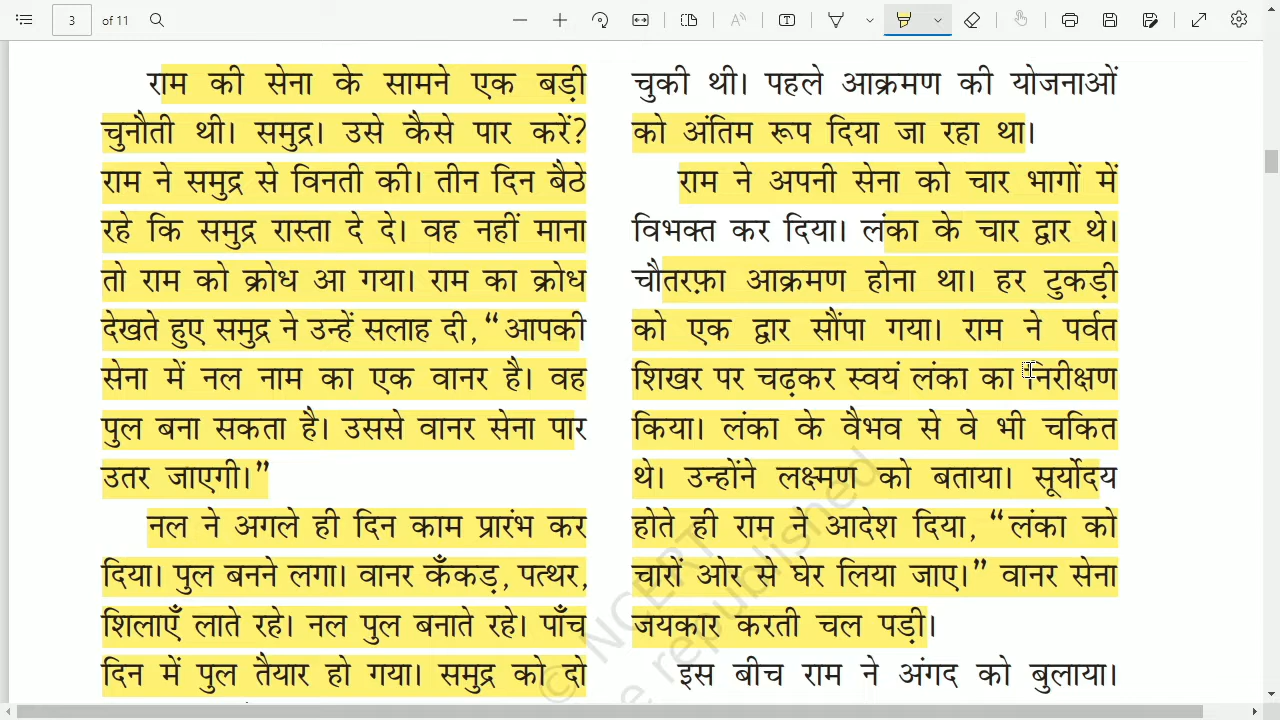 3 of 11
राम की सेना के सामने एक बड़ी
चुनौती थी। समुद्र। उसे कैसे पार करें?
राम ने समुद्र से विनती की। तीन दिन बैठे
रहे कि समुद्र रास्ता दे दे। वह नहीं माना
तो राम को क्रोध आ गया। राम का क्रोध
देखते हुए समुद्र ने उन्हें सलाह दी, “आपकी
सेना में नल नाम का एक वानर है। वह
पुल बना सकता है। उससे वानर सेना पार
उतर जाएगी।”
नल ने अगले ही दिन काम प्रारंभ कर
दिया। पुल बनने लगा। वानर कँकड़, पत्थर,
शिलाएँ लाते रहे। नल पुल बनाते रहे। पाँच
दिन में पुल तैयार हो गया। समुद्र को दो
चुकी थी। पहले आक्रमण की योजनाओं
को अंतिम रूप दिया जा रहा था।
राम ने अपनी सेना को चार भागों में
विभक्त कर दिया। लंका के चार द्वार थे।
चौतरफ़ा आक्रमण होना था। हर टुकड़ी
को एक द्वार सौंपा गया। राम ने पर्वत
शिखर पर चढ़कर स्वयं लंका का निरीक्षण
किया। लंका के वैभव से वे भी चकित
थे। उन्होंने लक्ष्मण को बताया। सूर्योदय
होते ही राम ने आदेश दिया, “लंका को
चारों ओर से घेर लिया जाए।” वानर सेना
जयकार करती चल पड़ी।
इस बीच राम ने अंगद को बुलाया।
© NCERT
republished